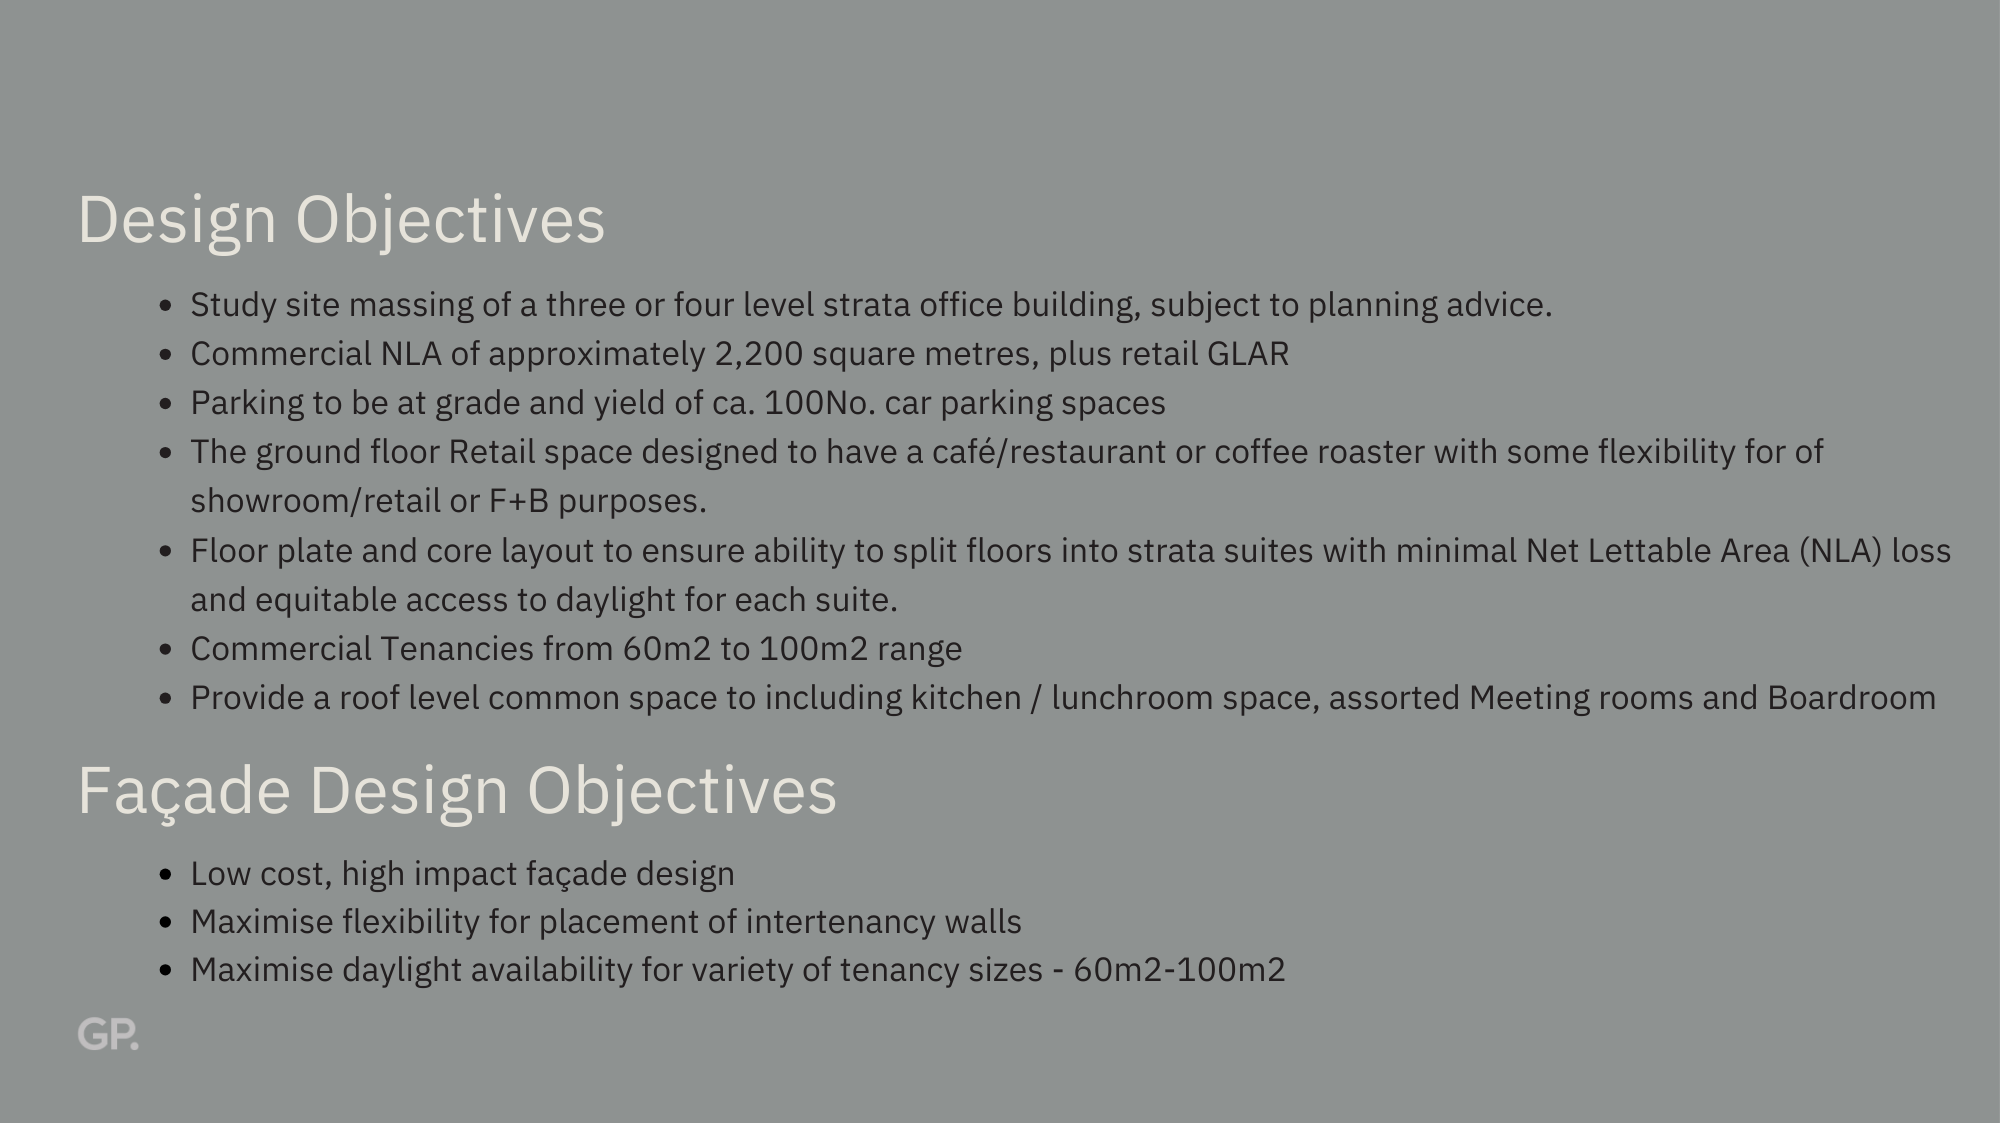 Design Objectives
• Study site massing of a three or four level strata office building, subject to planning advice.
• Commercial NLA of approximately 2,200 square metres, plus retail GLAR
• Parking to be at grade and yield of ca. 100No. car parking spaces
• The ground floor Retail space designed to have a café/restaurant or coffee roaster with some flexibility for of
showroom/retail or F+B purposes.
• Floor plate and core layout to ensure ability to split floors into strata suites with minimal Net Lettable Area (NLA) loss
and equitable access to daylight for each suite.
• Commercial Tenancies from 60m2 to 100m2 range
• Provide a roof level common space to including kitchen / lunchroom space, assorted Meeting rooms and Boardroom
Façade Design Objectives
• Low cost, high impact façade design
• Maximise flexibility for placement of intertenancy walls
• Maximise daylight availability for variety of tenancy sizes - 60m2-100m2
GP.